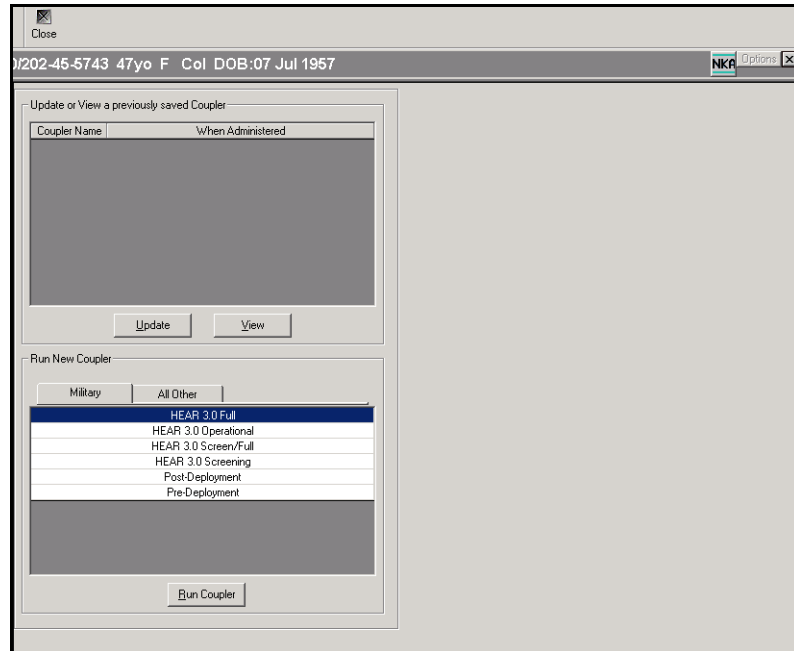 Close
0/202-45-5743 47yo F Col DOB:07 Jul 1957
NKA Options
Update or View a previously saved Coupler
Coupler Name When Administered
Update View
Run New Coupler
Military All Other
HEAR 3.0 Full
HEAR 3.0 Operational
HEAR 3.0 Screen/Full
HEAR 3.0 Screening
Post-Deployment
Pre-Deployment
Run Coupler